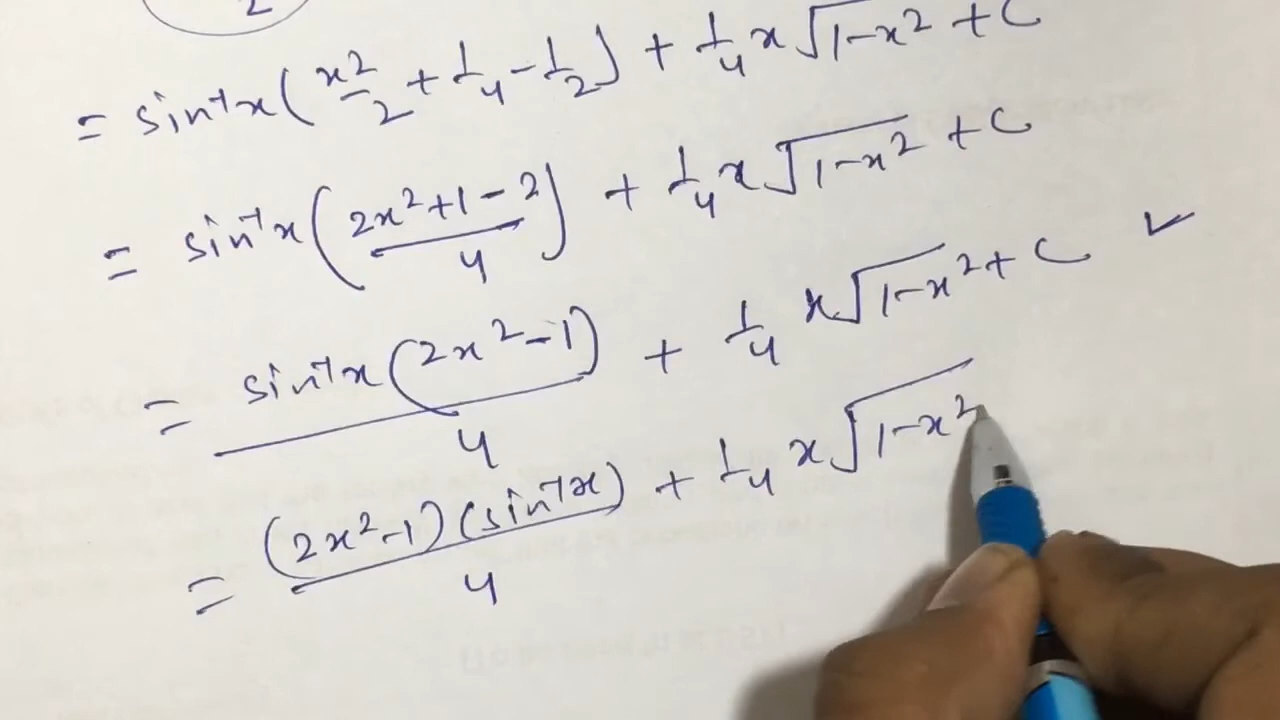 2
= sin⁻¹x (x²/2 + 1/4 - 1/2) + 1/4 x √1-x² + C
= sin⁻¹x (2x²+1-2/4) + 1/4 x √1-x² + C
= sin⁻¹x (2x²-1)/4 + 1/4 x √1-x² + C ✓
= (2x²-1)(sin⁻¹x)/4 + 1/4 x √1-x²